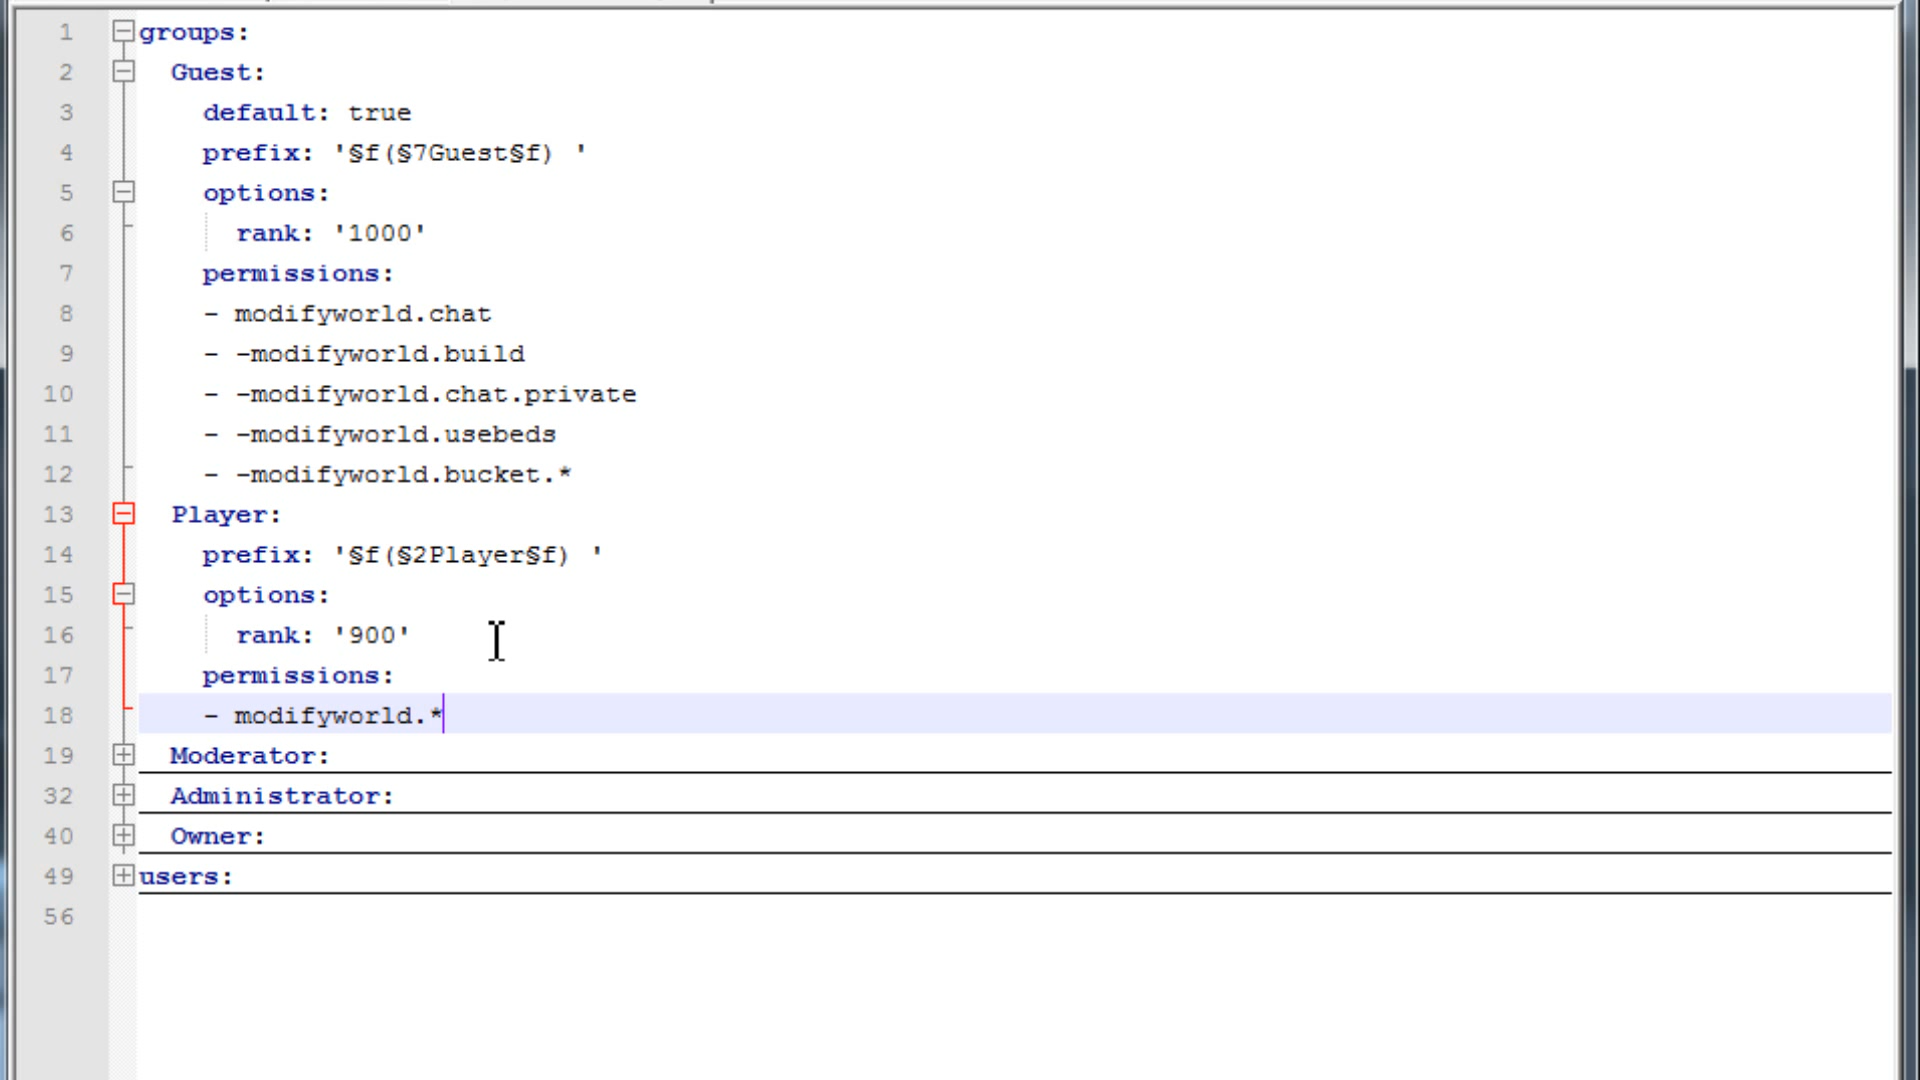 1 groups:
2 Guest:
3 default: true
4 prefix: '§f(§7Guest§f) '
5 options:
6 rank: '1000'
7 permissions:
8 - modifyworld.chat
9 - -modifyworld.build
10 - -modifyworld.chat.private
11 - -modifyworld.usebeds
12 - -modifyworld.bucket.*
13 Player:
14 prefix: '§f(§2Player§f) '
15 options:
16 rank: '900'
17 permissions:
18 - modifyworld.*
19 Moderator:
32 Administrator:
40 Owner:
49 users:
56